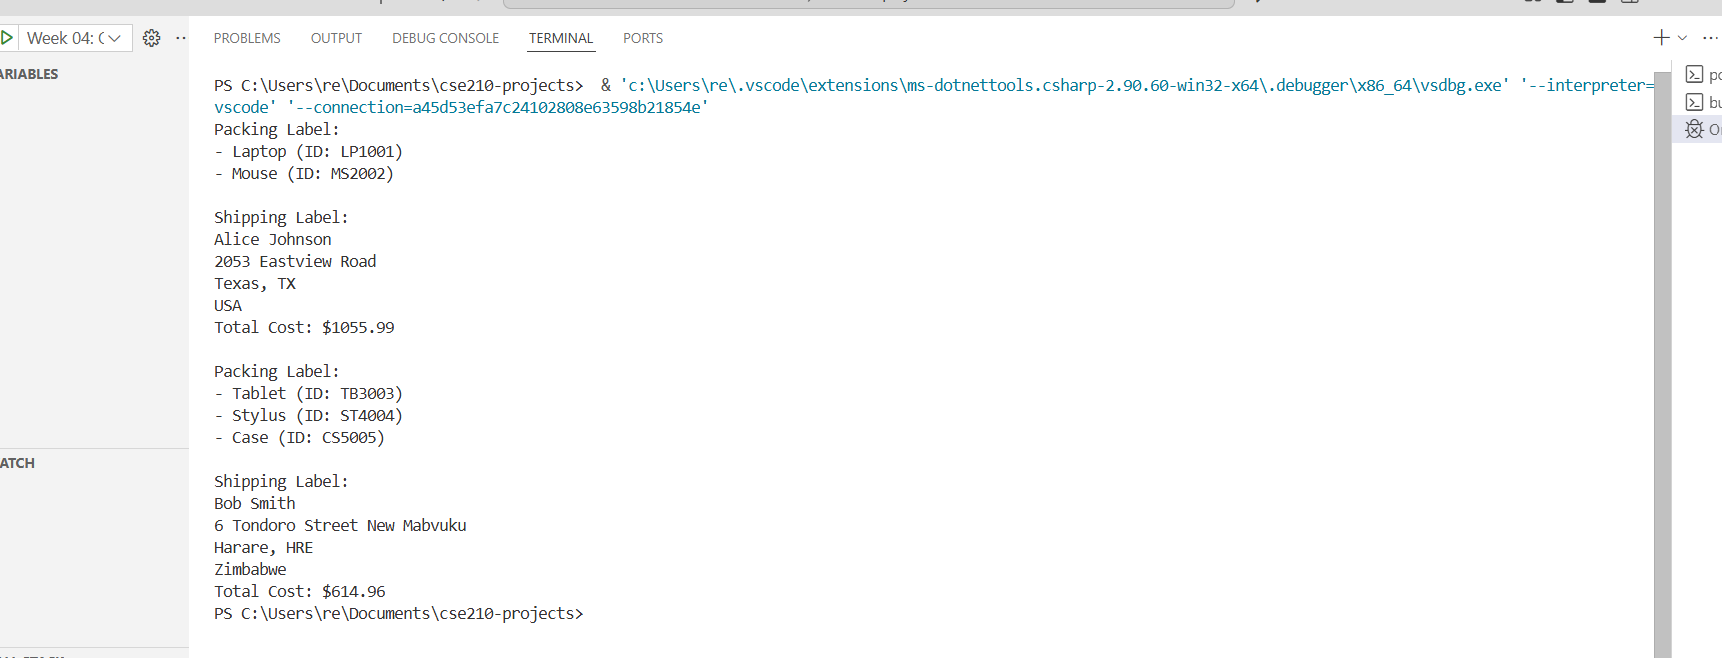 Week 04:
PROBLEMS OUTPUT DEBUG CONSOLE TERMINAL PORTS
ARIABLES
PS C:\Users\re\Documents\cse210-projects>  & 'c:\Users\re\.vscode\extensions\ms-dotnettools.csharp-2.90.60-win32-x64\.debugger\x86_64\vsdbg.exe' '--interpreter=
vscode' '--connection=a45d53efa7c24102808e63598b21854e'
Packing Label:
- Laptop (ID: LP1001)
- Mouse (ID: MS2002)
Shipping Label:
Alice Johnson
2053 Eastview Road
Texas, TX
USA
Total Cost: $1055.99
Packing Label:
- Tablet (ID: TB3003)
- Stylus (ID: ST4004)
- Case (ID: CS5005)
ATCH
Shipping Label:
Bob Smith
6 Tondoro Street New Mabvuku
Harare, HRE
Zimbabwe
Total Cost: $614.96
PS C:\Users\re\Documents\cse210-projects>